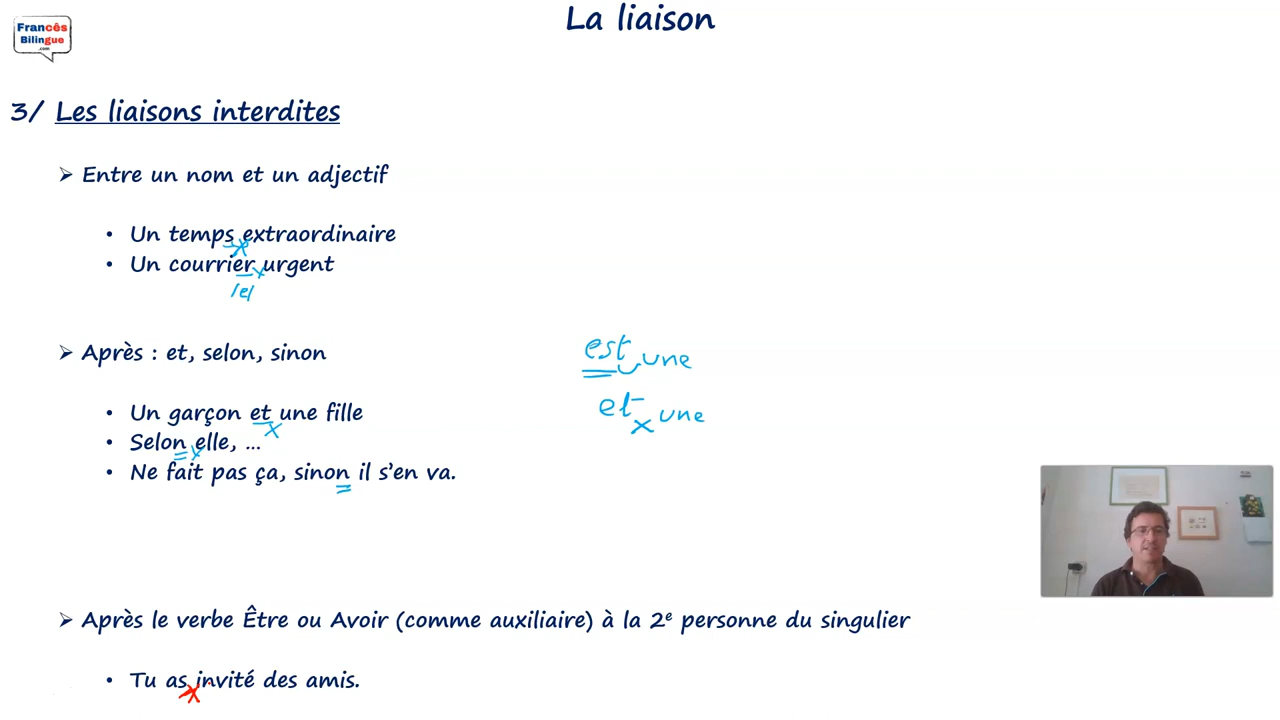 Francês
Bilingue
.com
La liaison
3/ Les liaisons interdites
➢ Entre un nom et un adjectif
• Un temps extraordinaire
• Un courrier urgent
/e/
➢ Après : et, selon, sinon
• Un garçon et une fille
• Selon elle, ...
• Ne fait pas ça, sinon il s'en va.
est une
et x une
➢ Après le verbe Être ou Avoir (comme auxiliaire) à la 2e personne du singulier
• Tu as invité des amis.